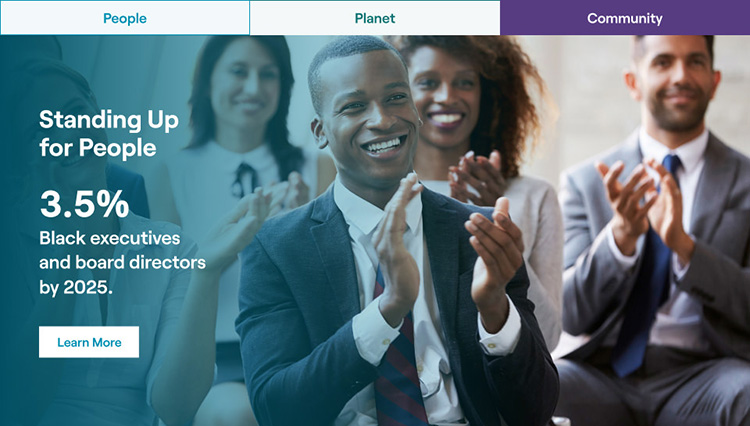 People
Planet
Community
Standing Up
for People
3.5%
Black executives
and board directors
by 2025.
Learn More